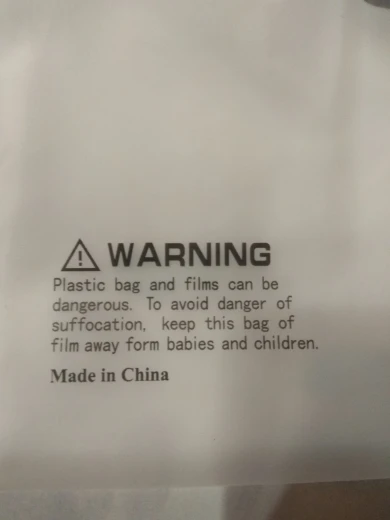 WARNING
Plastic bag and films can be
dangerous. To avoid danger of
suffocation, keep this bag of
film away form babies and children.
Made in China